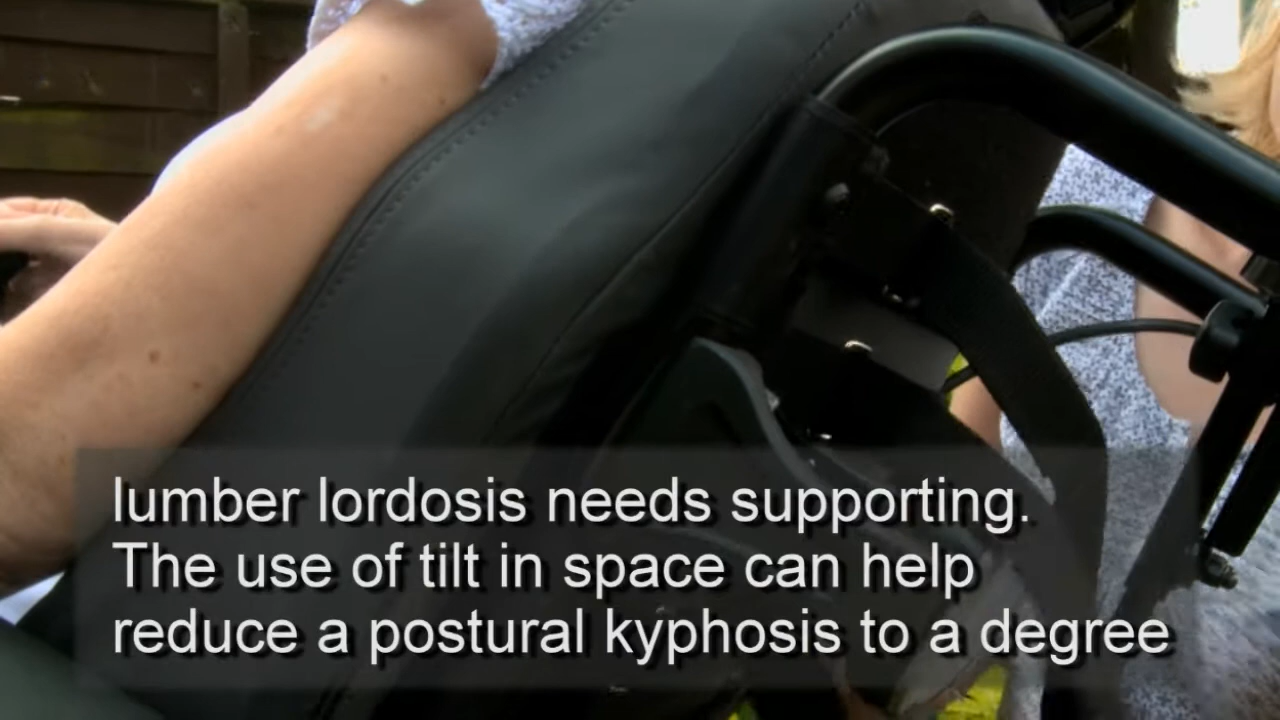 lumber lordosis needs supporting.
The use of tilt in space can help
reduce a postural kyphosis to a degree